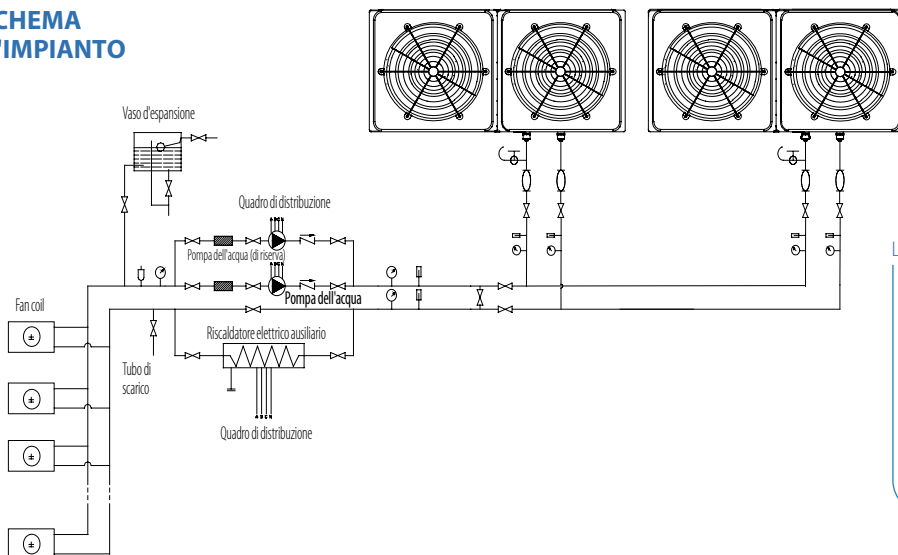 CHEMA
'IMPIANTO
Vaso d'espansione
Quadro di distribuzione
Pompa dell'acqua (di riserva)
Pompa dell'acqua
Fan coil
Riscaldatore elettrico ausiliario
Tubo di
scarico
Quadro di distribuzione
L